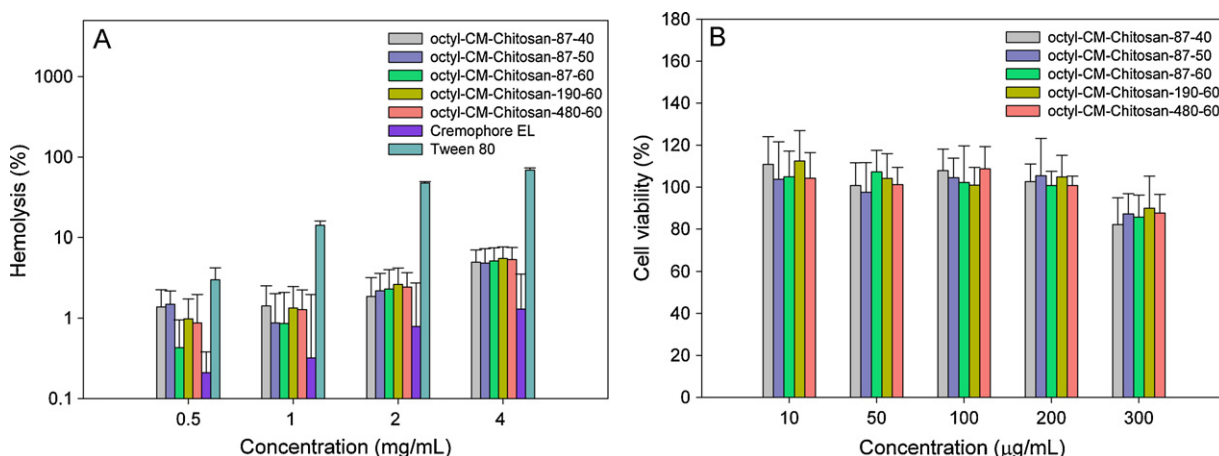 A
octyl-CM-Chitosan-87-40
octyl-CM-Chitosan-87-50
octyl-CM-Chitosan-87-60
octyl-CM-Chitosan-190-60
octyl-CM-Chitosan-480-60
Cremophore EL
Tween 80
Hemolysis (%)
1000
100
10
1
0.1
0.5 1 2 4
Concentration (mg/mL)
B
octyl-CM-Chitosan-87-40
octyl-CM-Chitosan-87-50
octyl-CM-Chitosan-87-60
octyl-CM-Chitosan-190-60
octyl-CM-Chitosan-480-60
Cell viability (%)
180
160
140
120
100
80
60
40
20
0
10 50 100 200 300
Concentration (μg/mL)